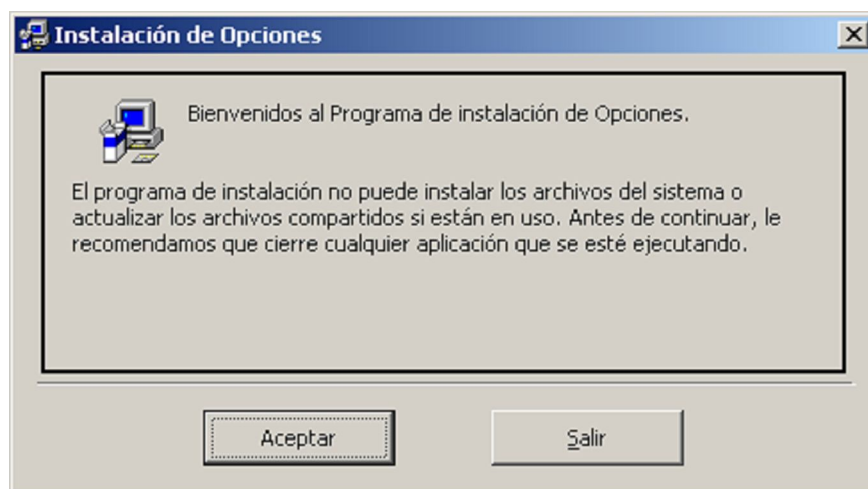 Instalación de Opciones
Bienvenidos al Programa de instalación de Opciones.
El programa de instalación no puede instalar los archivos del sistema o
actualizar los archivos compartidos si están en uso. Antes de continuar, le
recomendamos que cierre cualquier aplicación que se esté ejecutando.
Aceptar
Salir